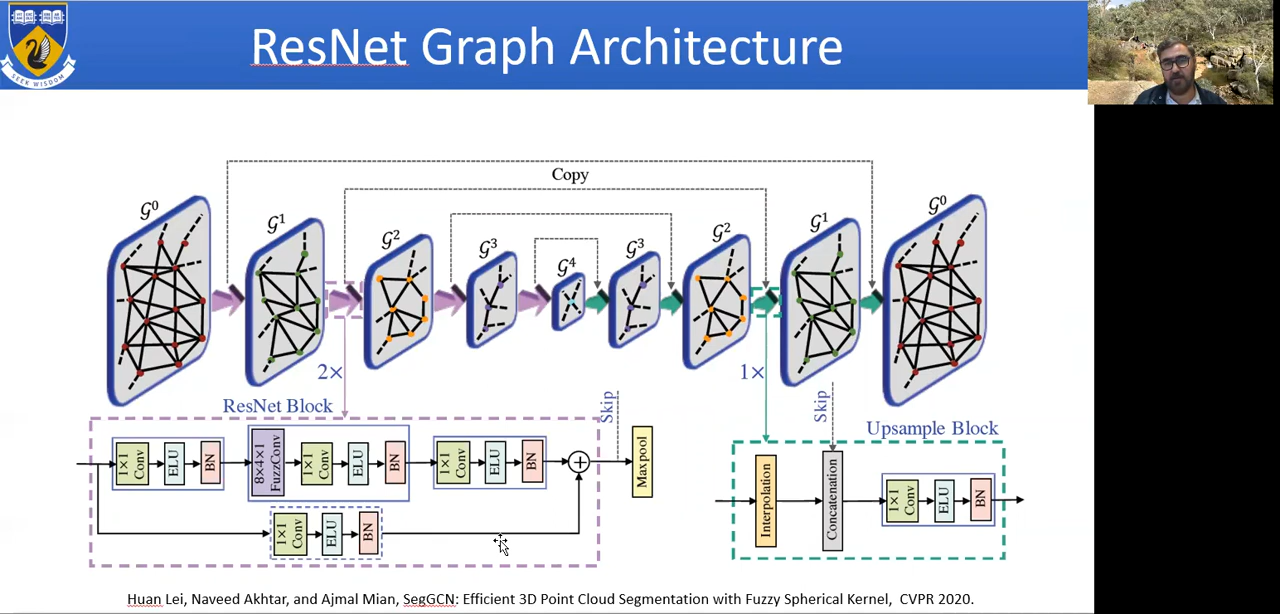 ResNet Graph Architecture
SEEK WISDOM
Copy
G⁰
G¹
G²
G³
G⁴
G³
G²
G¹
G⁰
2×
1×
ResNet Block
Skip
Skip
Upsample Block
1×1 Conv
ELU
BN
8×4×1 FuzzConv
1×1 Conv
ELU
BN
1×1 Conv
ELU
BN
Maxpool
1×1 Conv
ELU
BN
Interpolation
Concatenation
1×1 Conv
ELU
BN
Huan Lei, Naveed Akhtar, and Ajmal Mian, SegGCN: Efficient 3D Point Cloud Segmentation with Fuzzy Spherical Kernel, CVPR 2020.